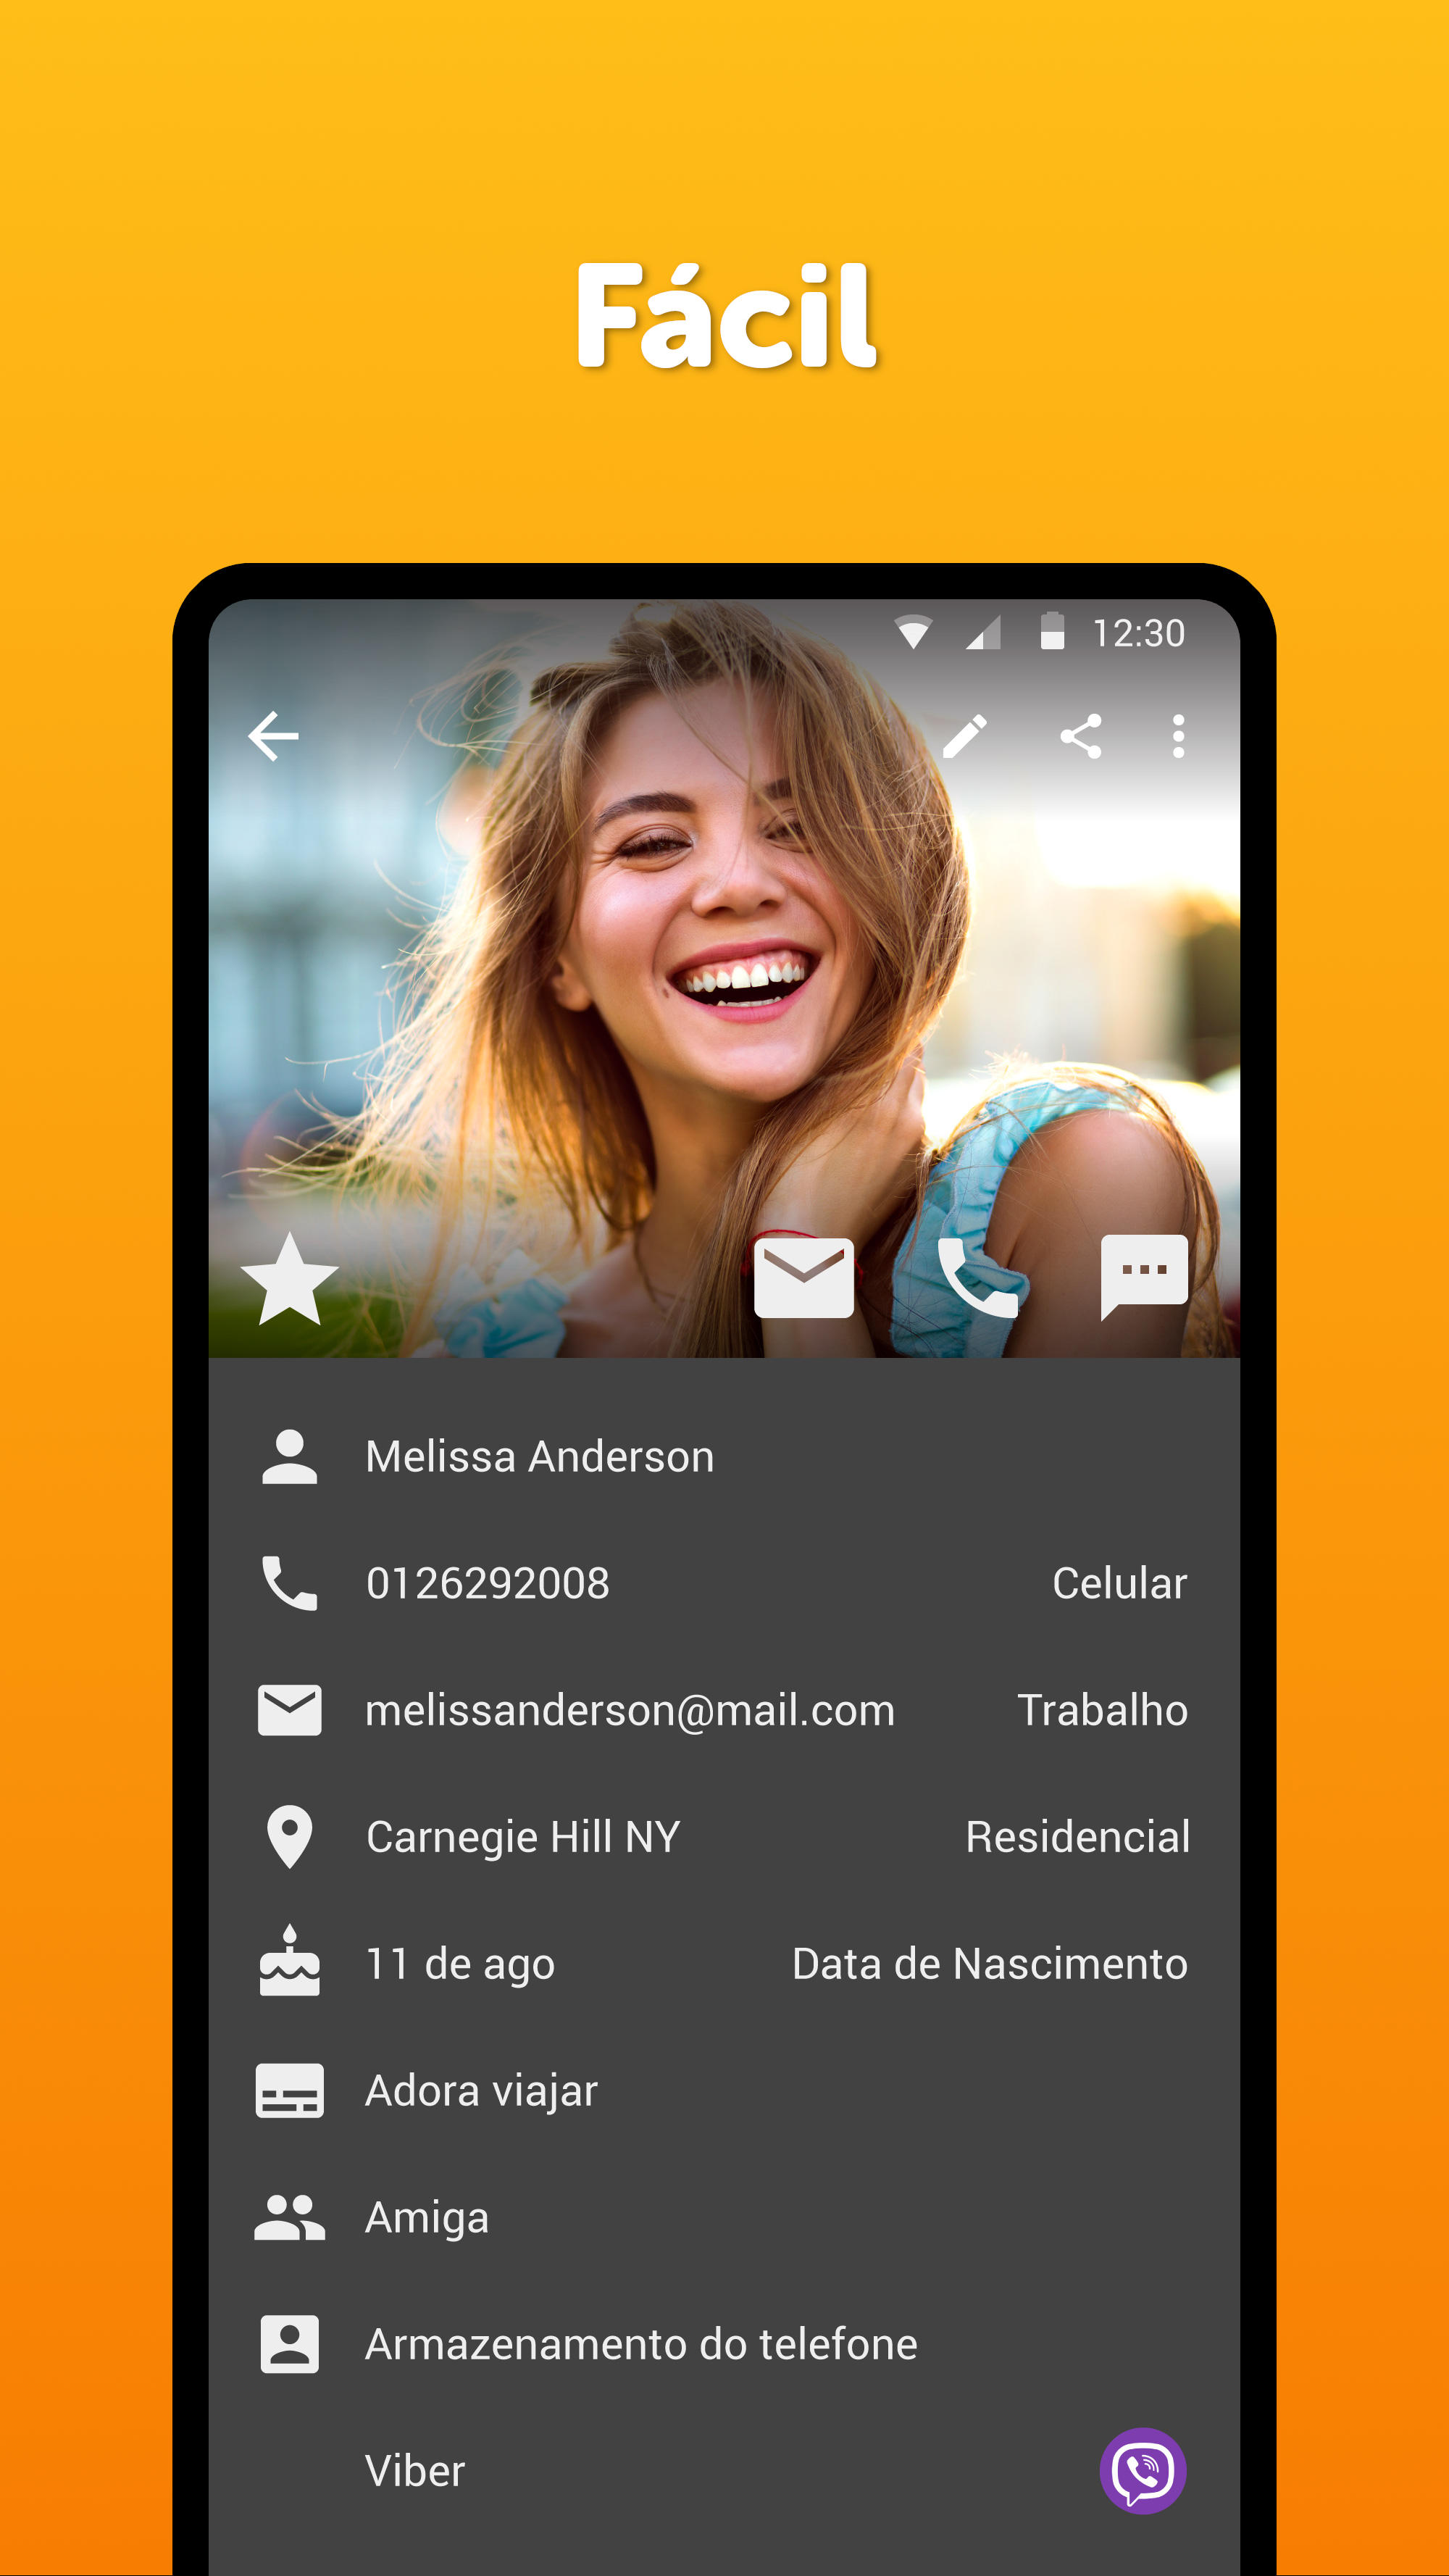 Fácil
12:30
Melissa Anderson
0126292008 Celular
melissanderson@mail.com Trabalho
Carnegie Hill NY Residencial
11 de ago Data de Nascimento
Adora viajar
Amiga
Armazenamento do telefone
Viber